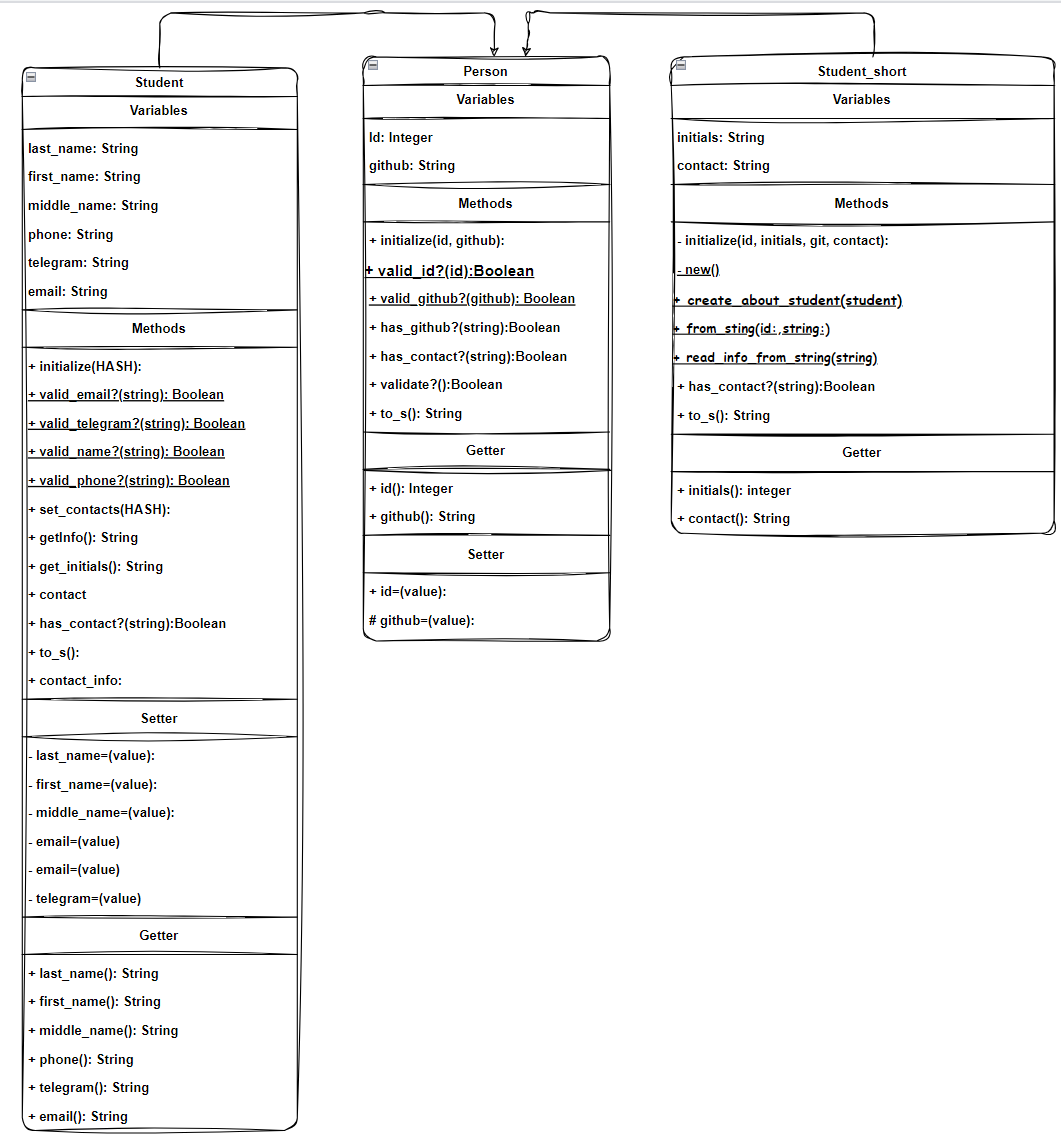 Student
Variables
last_name: String
first_name: String
middle_name: String
phone: String
telegram: String
email: String
Methods
+ initialize(HASH):
+ valid_email?(string): Boolean
+ valid_telegram?(string): Boolean
+ valid_name?(string): Boolean
+ valid_phone?(string): Boolean
+ set_contacts(HASH):
+ getInfo(): String
+ get_initials(): String
+ contact
+ has_contact?(string):Boolean
+ to_s():
+ contact_info:
Setter
- last_name=(value):
- first_name=(value):
- middle_name=(value):
- email=(value)
- email=(value)
- telegram=(value)
Getter
+ last_name(): String
+ first_name(): String
+ middle_name(): String
+ phone(): String
+ telegram(): String
+ email(): String
Person
Variables
Id: Integer
github: String
Methods
+ initialize(id, github):
+ valid_id?(id):Boolean
+ valid_github?(github): Boolean
+ has_github?(string):Boolean
+ has_contact?(string):Boolean
+ validate?():Boolean
+ to_s(): String
Getter
+ id(): Integer
+ github(): String
Setter
+ id=(value):
# github=(value):
Student_short
Variables
initials: String
contact: String
Methods
- initialize(id, initials, git, contact):
- new()
+ create_about_student(student)
+ from_sting(id:,string:)
+ read_info_from_string(string)
+ has_contact?(string):Boolean
+ to_s(): String
Getter
+ initials(): integer
+ contact(): String